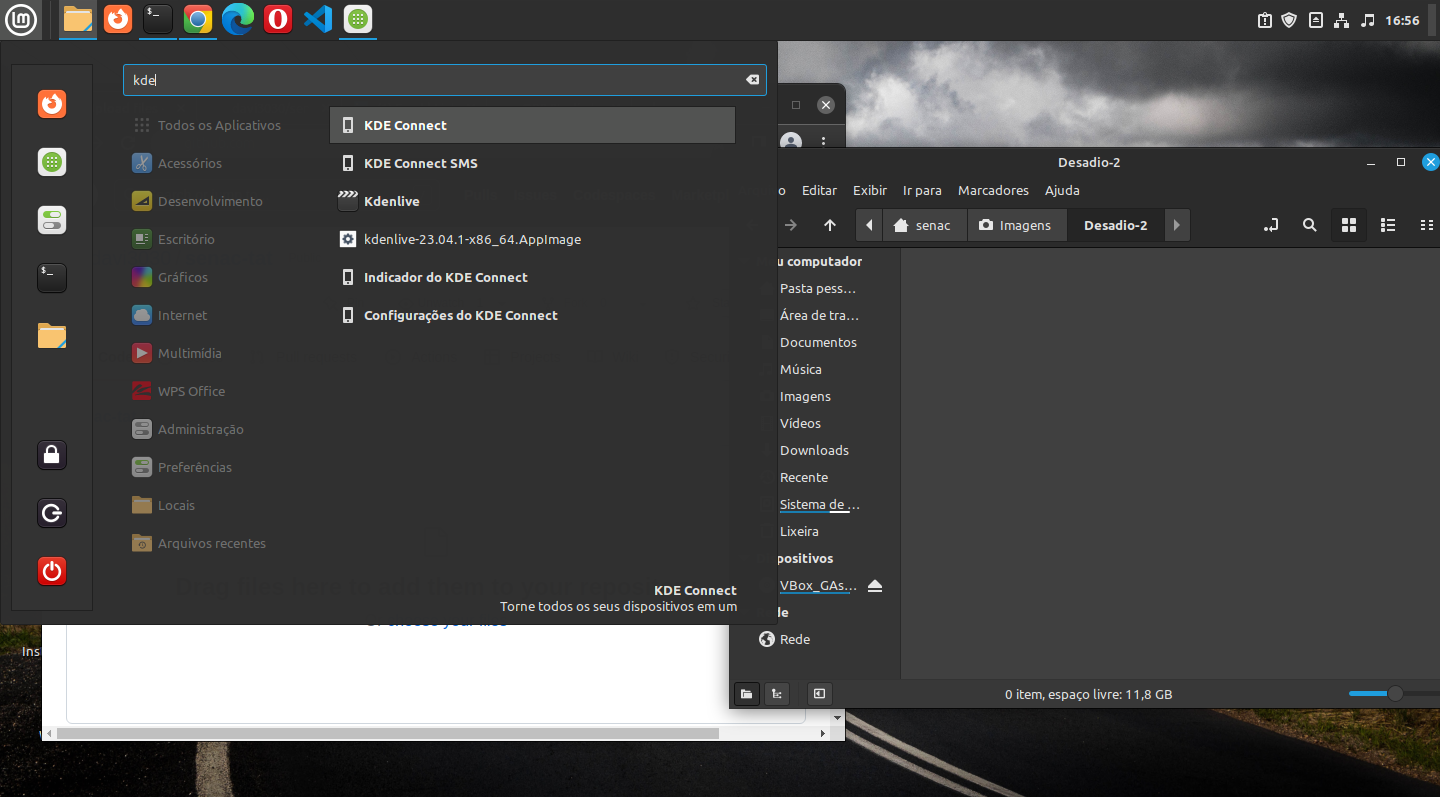 16:56
kde
Todos os Aplicativos
Acessórios
Desenvolvimento
Escritório
Gráficos
Internet
Multimídia
WPS Office
Administração
Preferências
Locais
Arquivos recentes
KDE Connect
KDE Connect SMS
Kdenlive
kdenlive-23.04.1-x86_64.AppImage
Indicador do KDE Connect
Configurações do KDE Connect
KDE Connect
Torne todos os seus dispositivos em um
Desadio-2
Editar Exibir Ir para Marcadores Ajuda
senac Imagens Desadio-2
computador
Pasta pess...
Área de tra...
Documentos
Música
Imagens
Vídeos
Downloads
Recente
Sistema de ...
Lixeira
positivos
VBox_GAs...
Rede
0 item, espaço livre: 11,8 GB
Ins